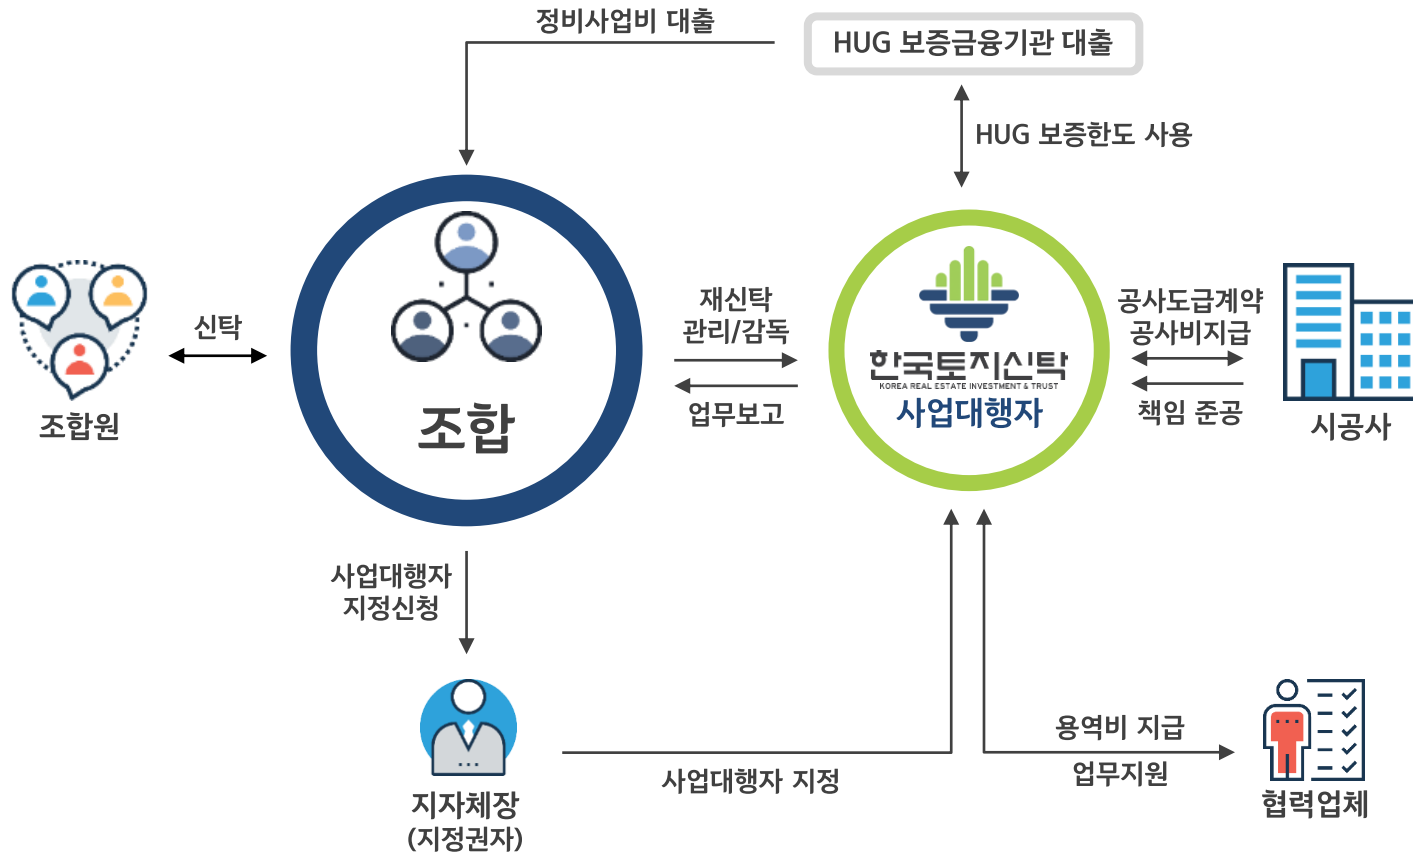 정비사업비 대출
HUG 보증금융기관 대출
HUG 보증한도 사용
조합원
신탁
조합
재신탁
관리/감독
업무보고
한국토지신탁
KOREA REAL ESTATE INVESTMENT & TRUST
사업대행자
공사도급계약
공사비지급
책임 준공
시공사
사업대행자
지정신청
지자체장
(지정권자)
사업대행자 지정
용역비 지급
업무지원
협력업체